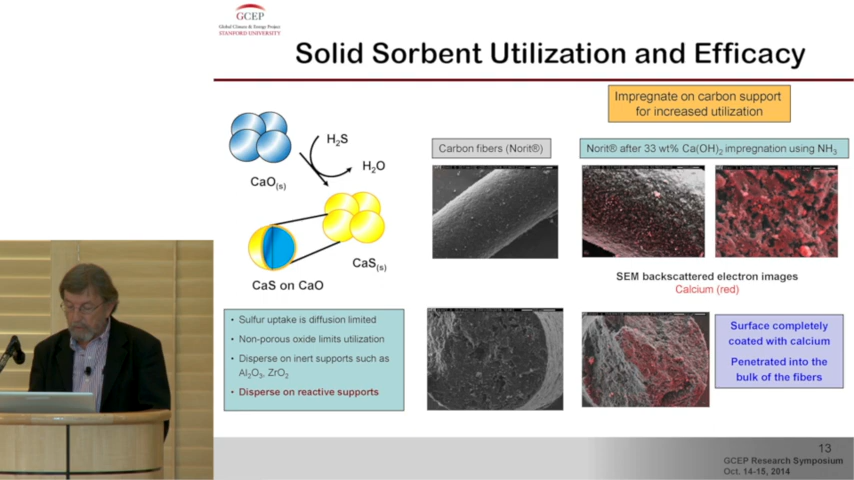 GCEP
Global Climate & Energy Project
STANFORD UNIVERSITY
Solid Sorbent Utilization and Efficacy
Impregnate on carbon support
for increased utilization
H₂S
H₂O
CaO(s)
CaS(s)
CaS on CaO
Carbon fibers (Norit®)
Norit® after 33 wt% Ca(OH)₂ impregnation using NH₃
SEM backscattered electron images
Calcium (red)
• Sulfur uptake is diffusion limited
• Non-porous oxide limits utilization
• Disperse on inert supports such as
Al₂O₃, ZrO₂
• Disperse on reactive supports
Surface completely
coated with calcium
Penetrated into the
bulk of the fibers
13
GCEP Research Symposium
Oct. 14-15, 2014